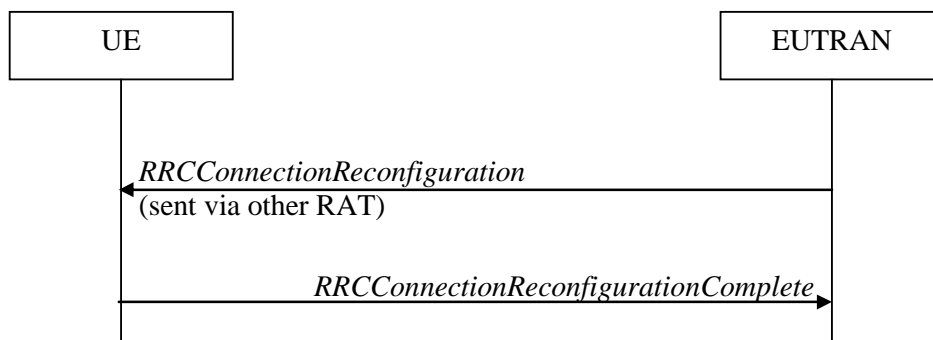 UE
EUTRAN
RRCConnectionReconfiguration
(sent via other RAT)
RRCConnectionReconfigurationComplete